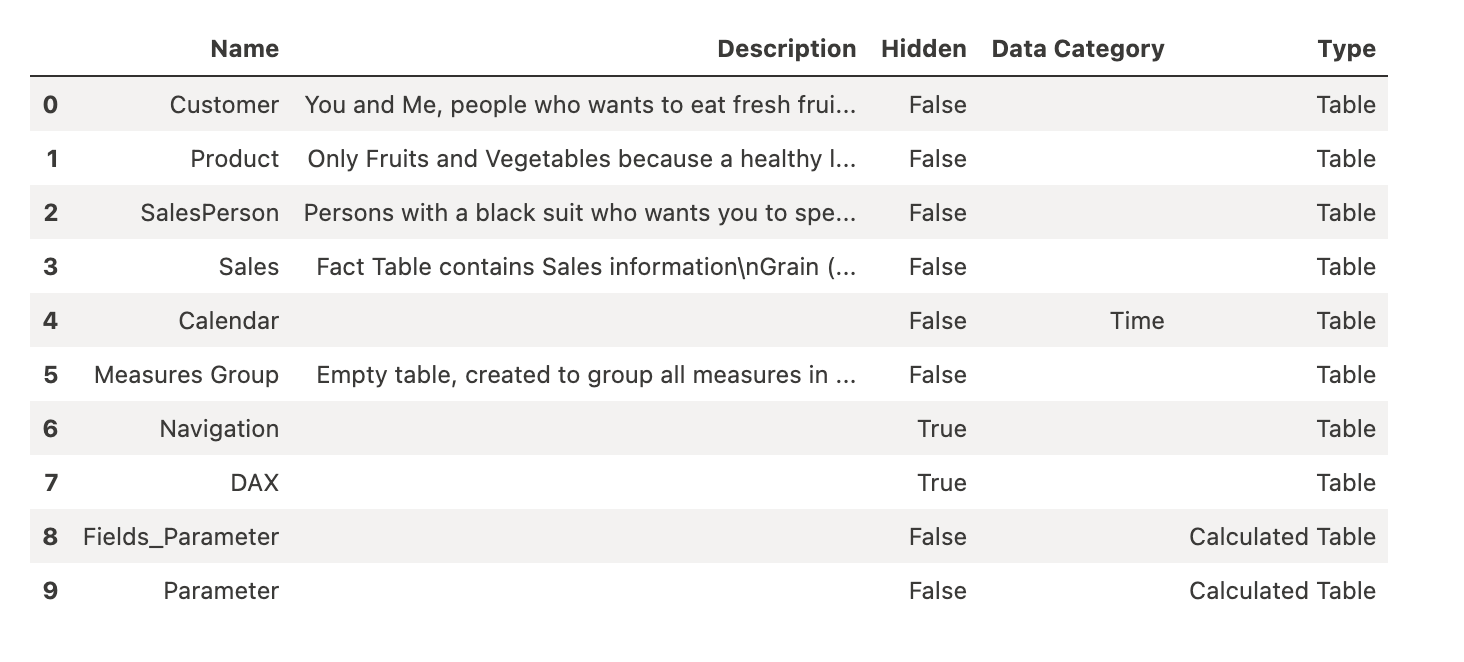 Name Description Hidden Data Category Type
0 Customer You and Me, people who wants to eat fresh frui... False Table
1 Product Only Fruits and Vegetables because a healthy l... False Table
2 SalesPerson Persons with a black suit who wants you to spe... False Table
3 Sales Fact Table contains Sales information\nGrain (... False Table
4 Calendar False Time Table
5 Measures Group Empty table, created to group all measures in ... False Table
6 Navigation True Table
7 DAX True Table
8 Fields_Parameter False Calculated Table
9 Parameter False Calculated Table